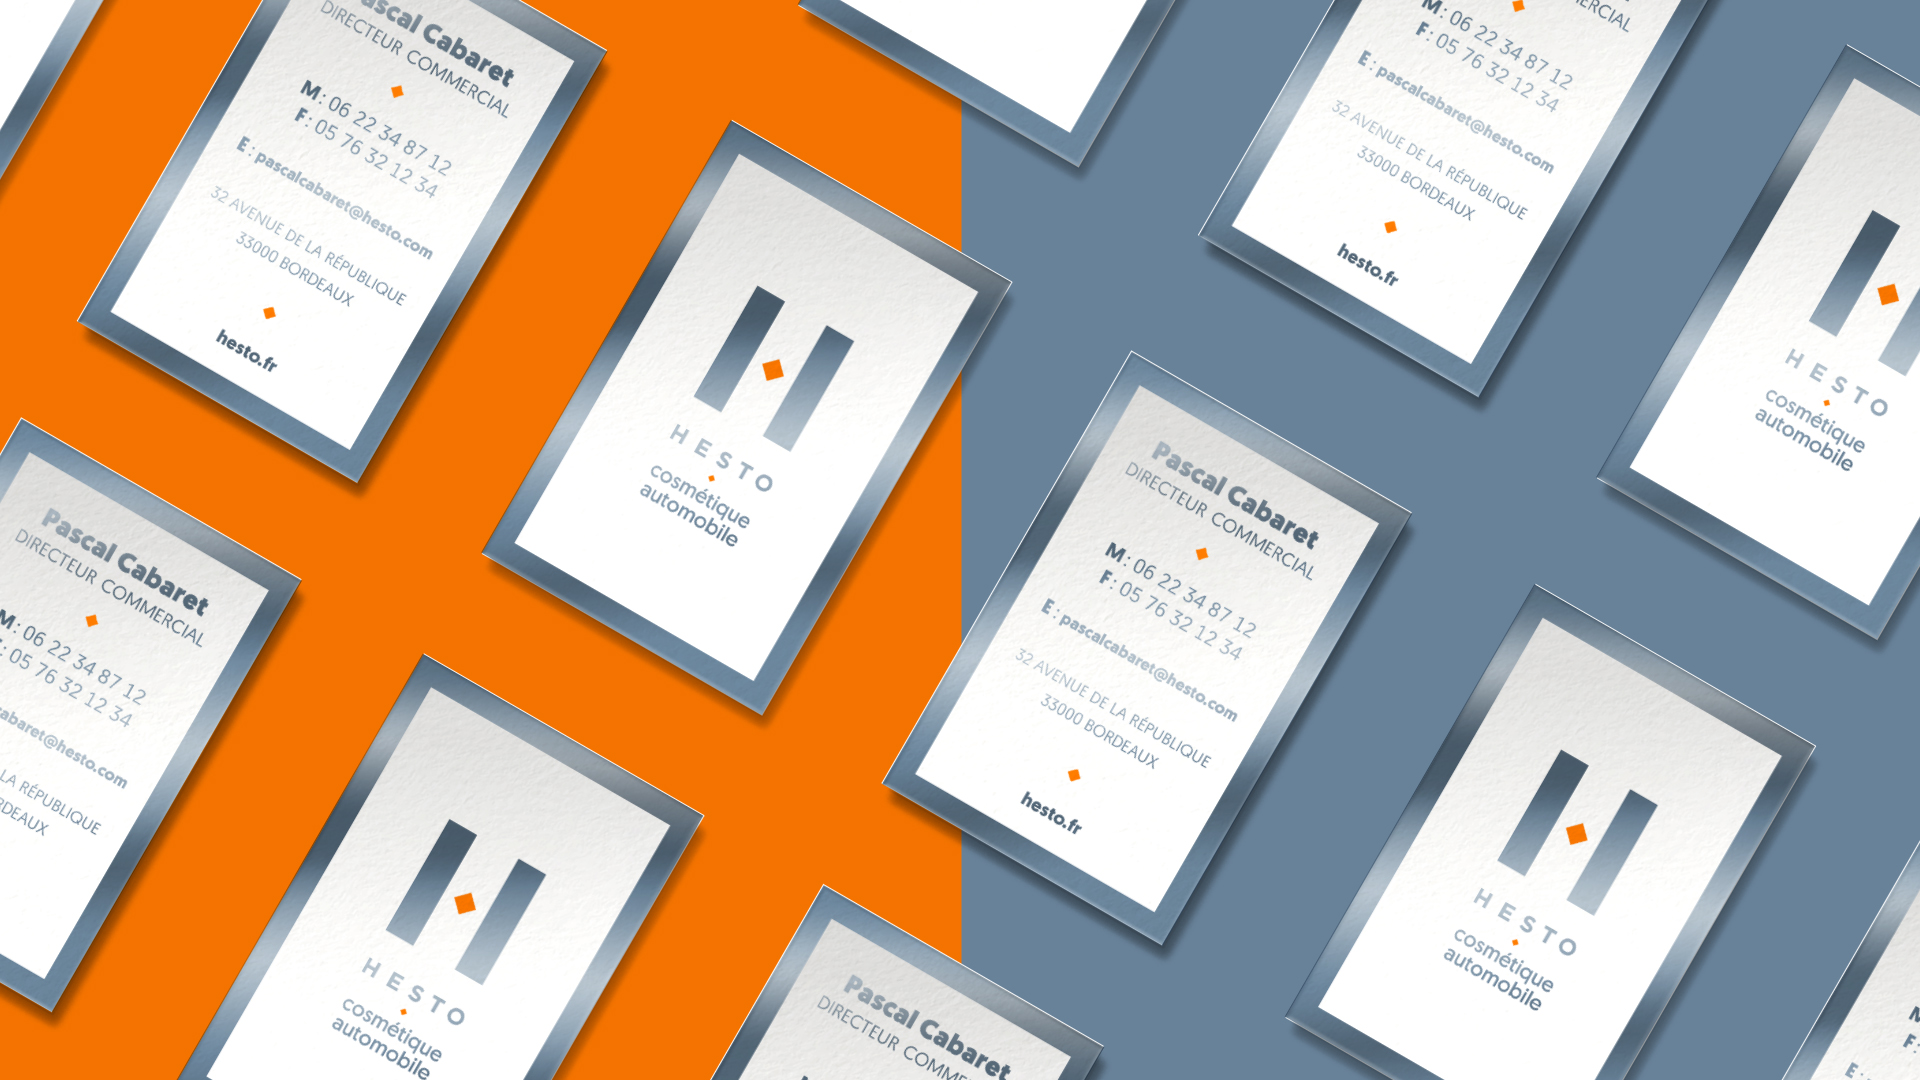 Pascal Cabaret
DIRECTEUR COMMERCIAL
M : 06 22 34 87 12
F : 05 76 32 12 34
E : pascalcabaret@hesto.com
32 AVENUE DE LA RÉPUBLIQUE
33000 BORDEAUX
hesto.fr
HESTO
cosmétique
automobile
M : 06 22 34 87 12
F : 05 76 32 12 34
E : pascalcabaret@hesto.com
32 AVENUE DE LA RÉPUBLIQUE
33000 BORDEAUX
hesto.fr
HESTO
cosmétique
automobile
Pascal Cabaret
DIRECTEUR COMMERCIAL
M : 06 22 34 87 12
: 05 76 32 12 34
@hesto.com
LA RÉPUBLIQUE
HESTO
cosmétique
automobile
Pascal Cabaret
DIRECTEUR COMMERCIAL
M : 06 22 34 87 12
F : 05 76 32 12 34
E : pascalcabaret@hesto.com
32 AVENUE DE LA RÉPUBLIQUE
33000 BORDEAUX
hesto.fr
HESTO
cosmétique
automobile
Pascal Cabaret
DIRECTEUR
M
F :
E :